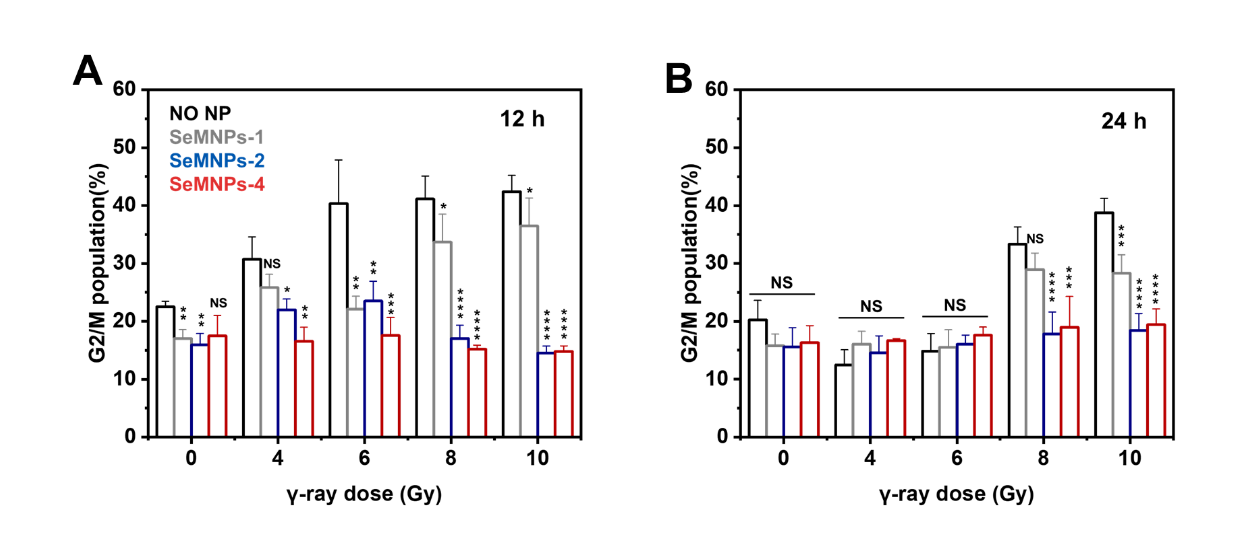 A
B
60
50
40
30
20
10
0
G2/M population(%)
NO NP
SeMNPs-1
SeMNPs-2
SeMNPs-4
12 h
** ** NS
NS * **
** ** ***
* **** ****
* **** ****
0 4 6 8 10
γ-ray dose (Gy)
60
50
40
30
20
10
0
G2/M population(%)
24 h
NS
NS
NS
NS **** ***
*** **** ****
0 4 6 8 10
γ-ray dose (Gy)